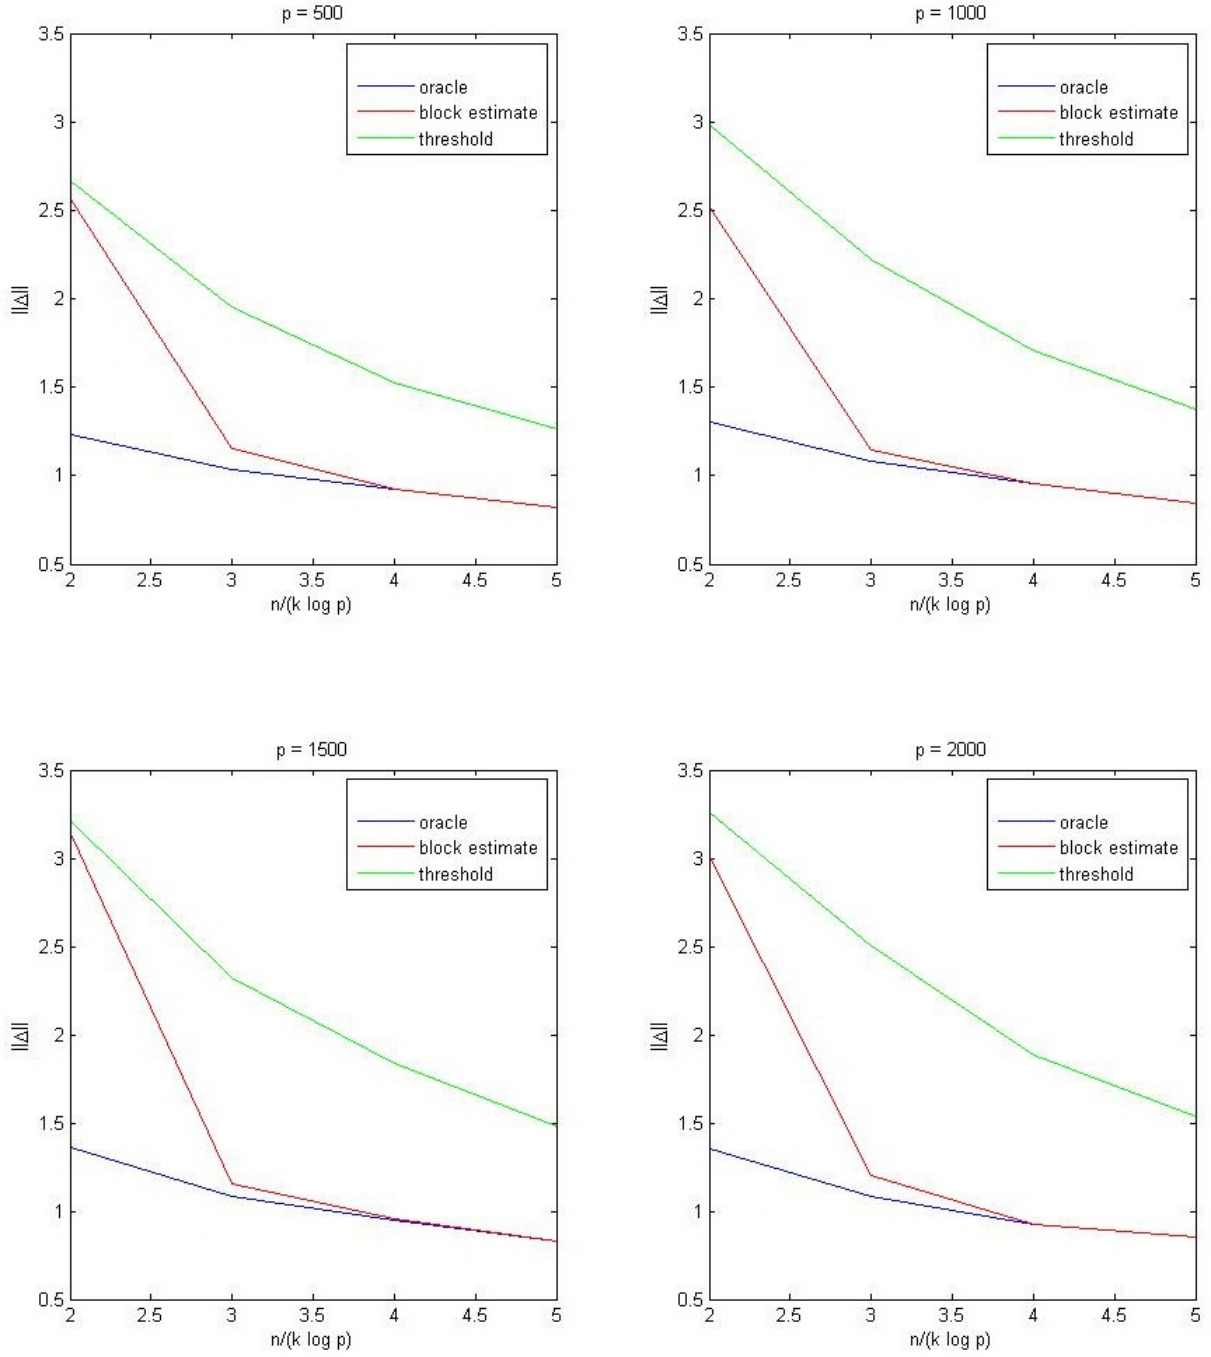 p = 500
3.5
3
2.5
2
1.5
1
0.5
||Δ||
oracle
block estimate
threshold
2 2.5 3 3.5 4 4.5 5
n/(k log p)
p = 1000
3.5
3
2.5
2
1.5
1
0.5
||Δ||
oracle
block estimate
threshold
2 2.5 3 3.5 4 4.5 5
n/(k log p)
p = 1500
3.5
3
2.5
2
1.5
1
0.5
||Δ||
oracle
block estimate
threshold
2 2.5 3 3.5 4 4.5 5
n/(k log p)
p = 2000
3.5
3
2.5
2
1.5
1
0.5
||Δ||
oracle
block estimate
threshold
2 2.5 3 3.5 4 4.5 5
n/(k log p)